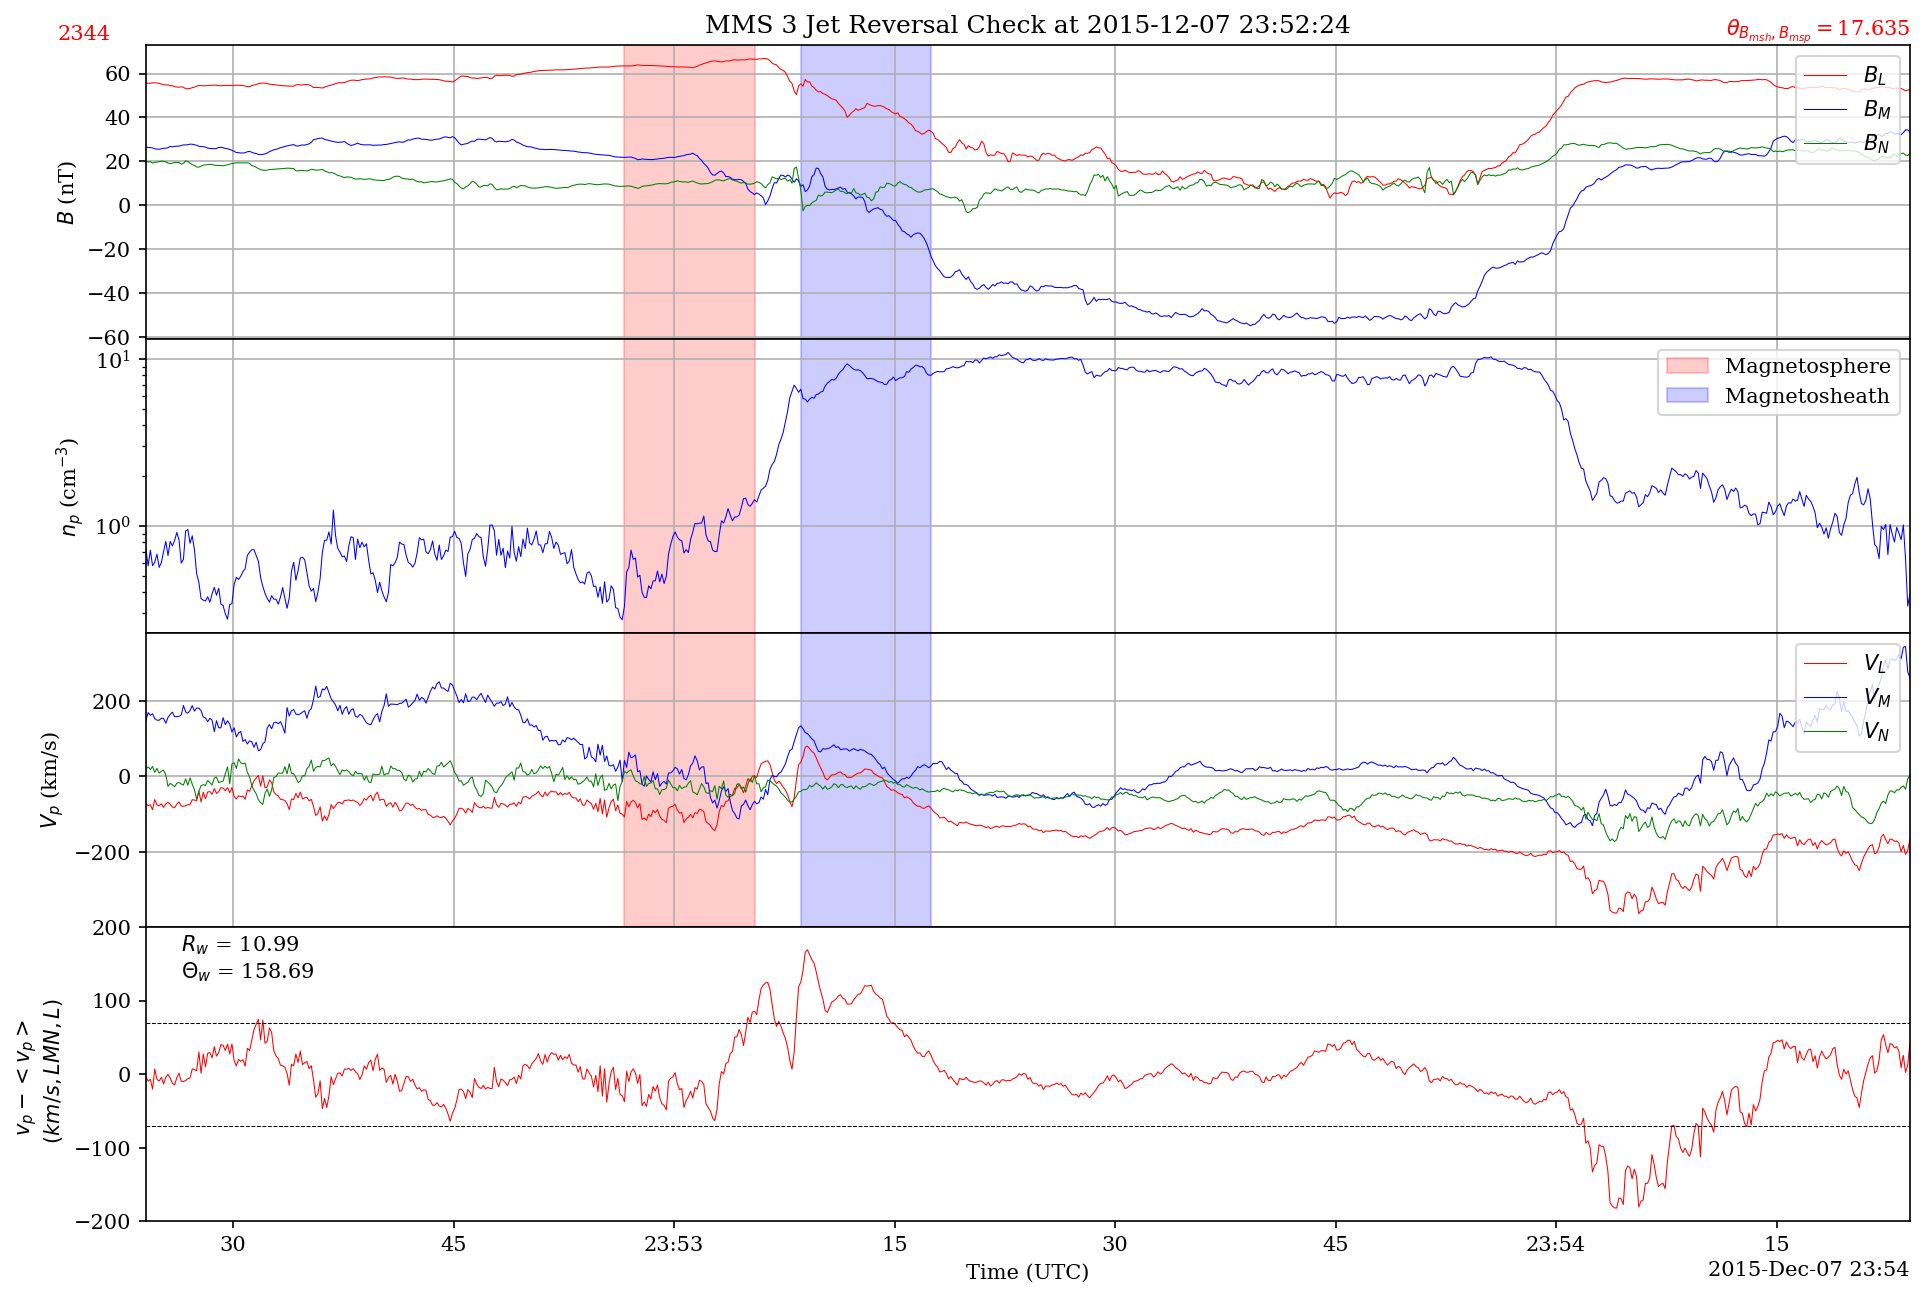 MMS 3 Jet Reversal Check at 2015-12-07 23:52:24
2344
θ_{B_{msh}, B_{msp}} = 17.635
60
40
20
0
−20
−40
−60
B (nT)
B_L
B_M
B_N
10^1
10^0
n_p (cm^{−3})
Magnetosphere
Magnetosheath
200
0
−200
V_p (km/s)
V_L
V_M
V_N
200
100
0
−100
−200
v_p − <v_p>
(km/s, LMN, L)
R_w = 10.99
Θ_w = 158.69
30 45 23:53 15 30 45 23:54 15
Time (UTC)
2015-Dec-07 23:54